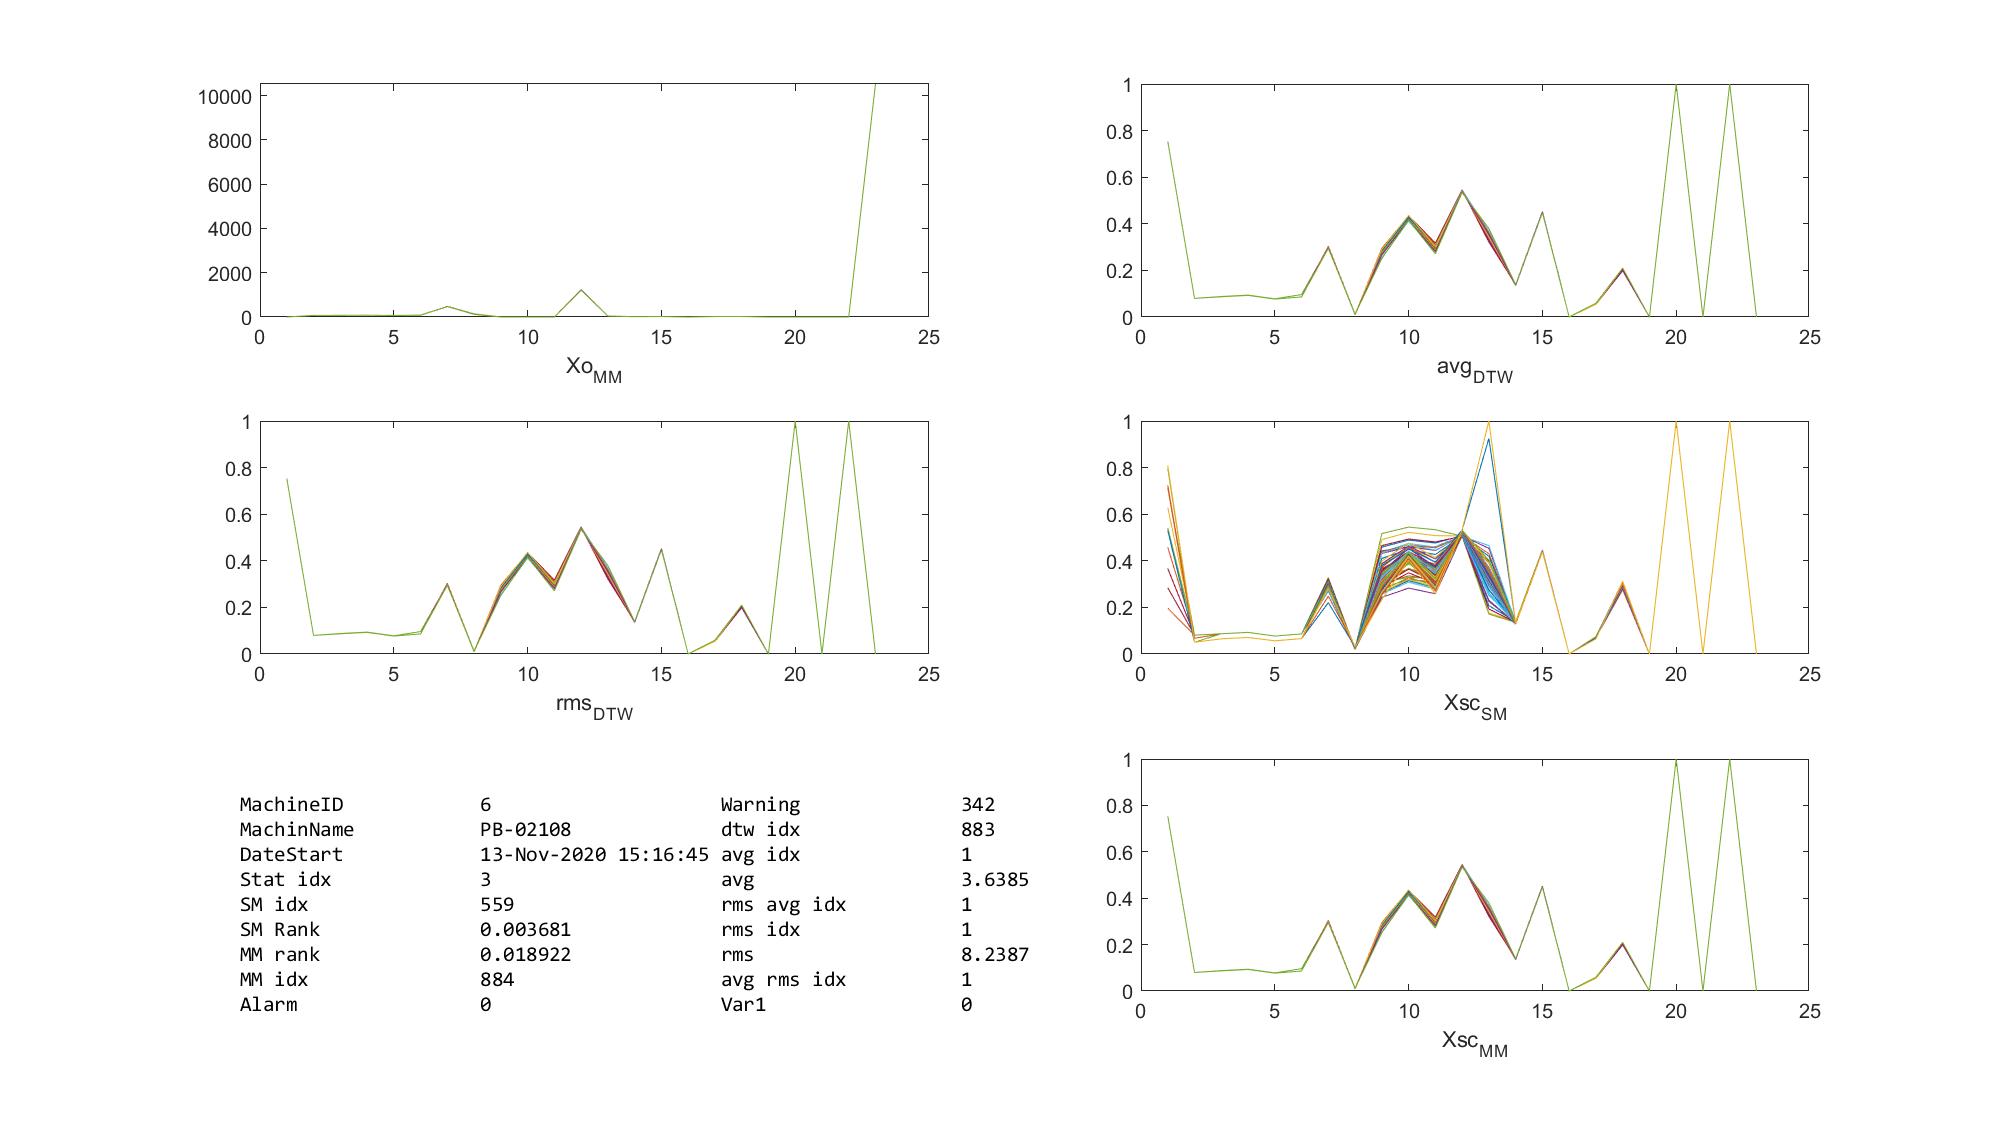 10000
8000
6000
4000
2000
0
0 5 10 15 20 25
XoMM
1
0.8
0.6
0.4
0.2
0
0 5 10 15 20 25
avgDTW
1
0.8
0.6
0.4
0.2
0
0 5 10 15 20 25
rmsDTW
1
0.8
0.6
0.4
0.2
0
0 5 10 15 20 25
XscSM
MachineID 6 Warning 342
MachinName PB-02108 dtw idx 883
DateStart 13-Nov-2020 15:16:45 avg idx 1
Stat idx 3 avg 3.6385
SM idx 559 rms avg idx 1
SM Rank 0.003681 rms idx 1
MM rank 0.018922 rms 8.2387
MM idx 884 avg rms idx 1
Alarm 0 Var1 0
1
0.8
0.6
0.4
0.2
0
0 5 10 15 20 25
XscMM